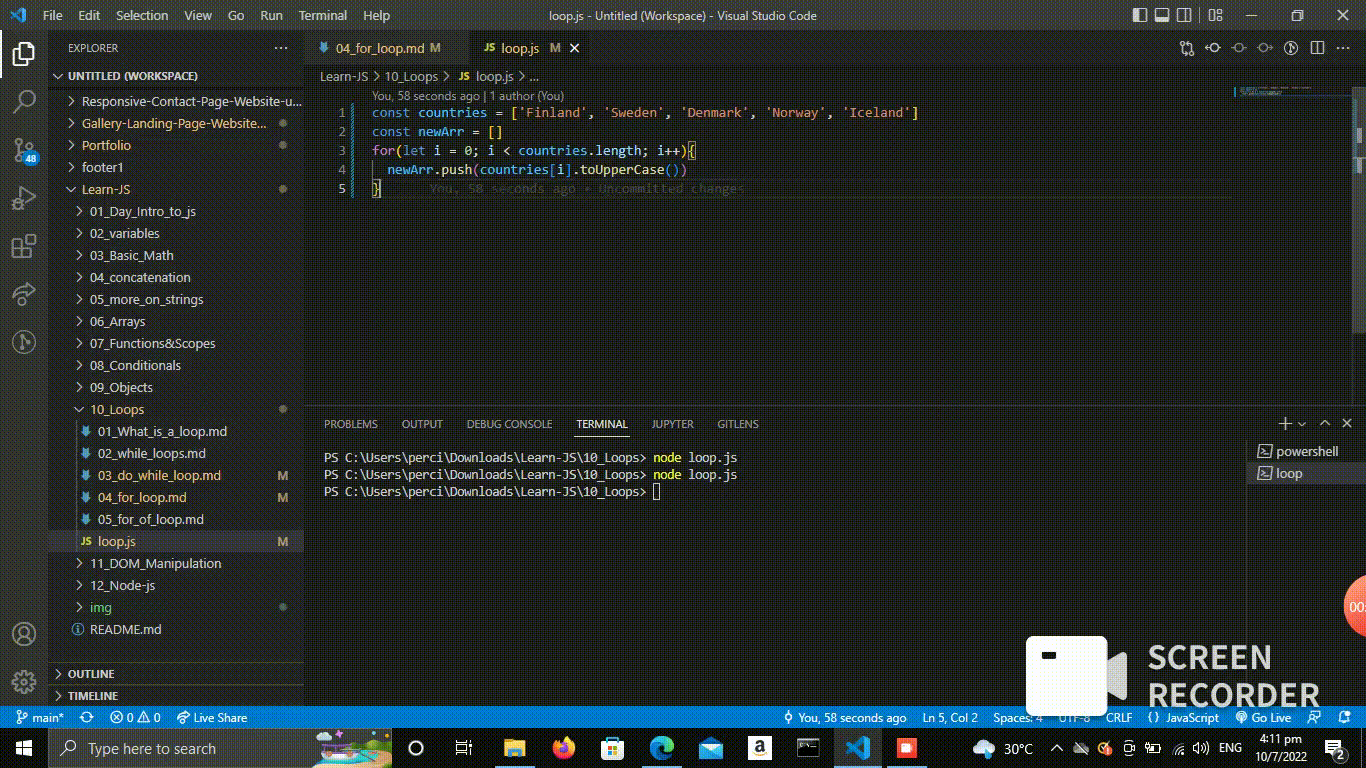 File Edit Selection View Go Run Terminal Help loop.js - Untitled (Workspace) - Visual Studio Code
EXPLORER
UNTITLED (WORKSPACE)
Responsive-Contact-Page-Website-u...
Gallery-Landing-Page-Website...
Portfolio
footer1
Learn-JS
01_Day_Intro_to_js
02_variables
03_Basic_Math
04_concatenation
05_more_on_strings
06_Arrays
07_Functions&Scopes
08_Conditionals
09_Objects
10_Loops
01_What_is_a_loop.md
02_while_loops.md
03_do_while_loop.md M
04_for_loop.md M
05_for_of_loop.md
JS loop.js M
11_DOM_Manipulation
12_Node-js
img
README.md
OUTLINE
TIMELINE
48
04_for_loop.md M JS loop.js M
Learn-JS > 10_Loops > JS loop.js > ...
You, 58 seconds ago | 1 author (You)
1 const countries = ['Finland', 'Sweden', 'Denmark', 'Norway', 'Iceland']
2 const newArr = []
3 for(let i = 0; i < countries.length; i++){
4 newArr.push(countries[i].toUpperCase())
5 } You, 58 seconds ago • Uncommitted changes
PROBLEMS OUTPUT DEBUG CONSOLE TERMINAL JUPYTER GITLENS
PS C:\Users\perci\Downloads\Learn-JS\10_Loops> node loop.js
PS C:\Users\perci\Downloads\Learn-JS\10_Loops> node loop.js
PS C:\Users\perci\Downloads\Learn-JS\10_Loops>
powershell
loop
00:
SCREEN
RECORDER
main* 0 0 Live Share You, 58 seconds ago Ln 5, Col 2 Spaces: 4 UTF-8 CRLF {} JavaScript Go Live
Type here to search 30°C ENG 4:11 pm
10/7/2022 2